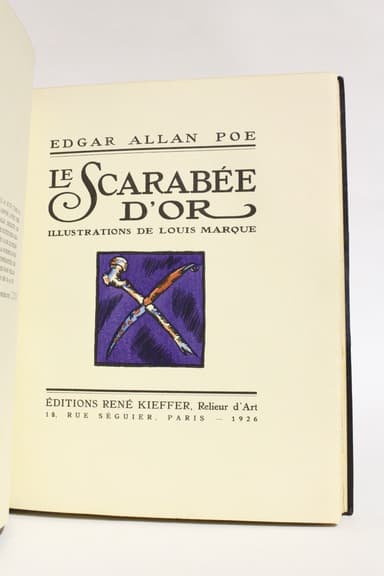 EDGAR ALLAN POE
LE SCARABÉE
D'OR
ILLUSTRATIONS DE LOUIS MARQUE
ÉDITIONS RENÉ KIEFFER, Relieur d'Art
18, RUE SÉGUIER, PARIS — 1926